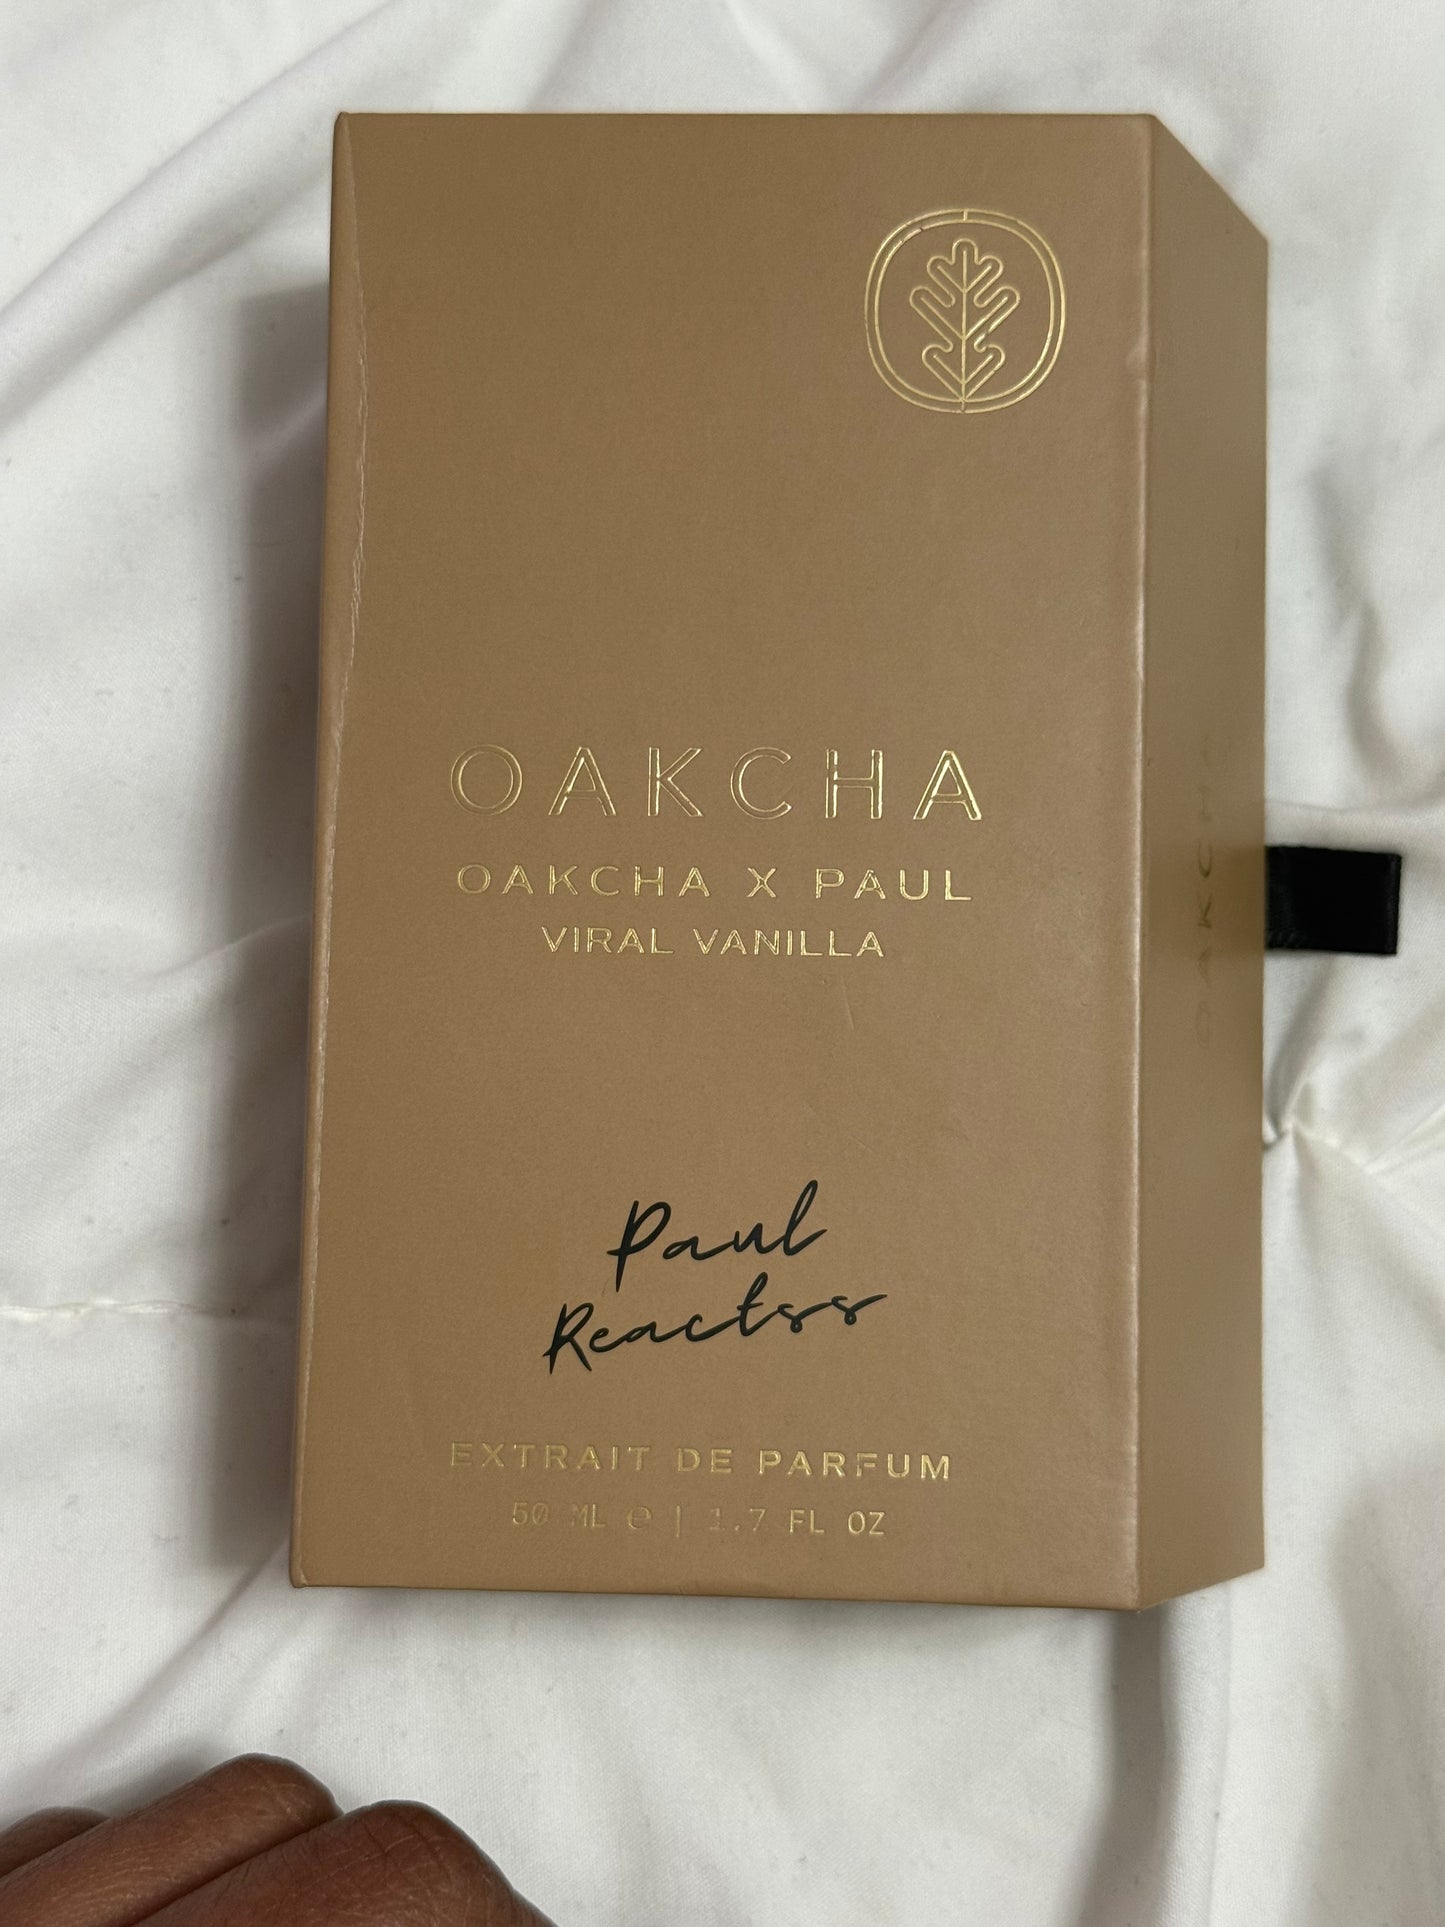 OAKCHA
OAKCHA X PAUL
VIRAL VANILLA
Paul
Reactss
EXTRAIT DE PARFUM
50 ML ℮ | 1.7 FL OZ
OAKCHA